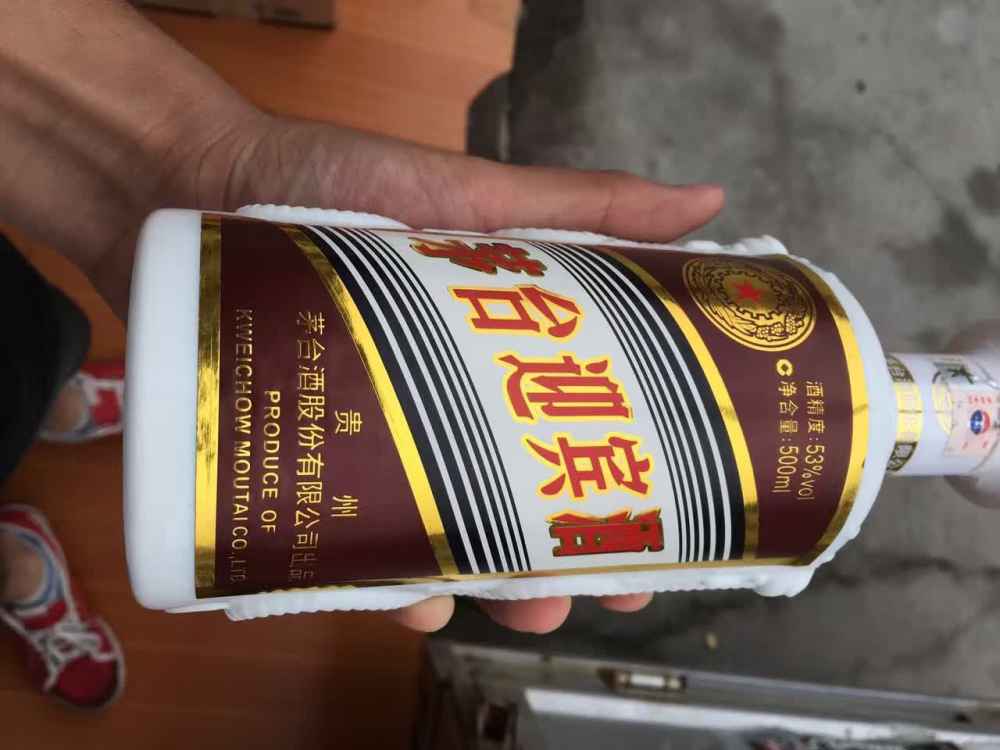 酒精度:53%vol
净含量:500ml
茅台迎宾酒
贵州
茅台酒股份有限公司出品
PRODUCE OF
KWEICHOW MOUTAI CO.,LTD.